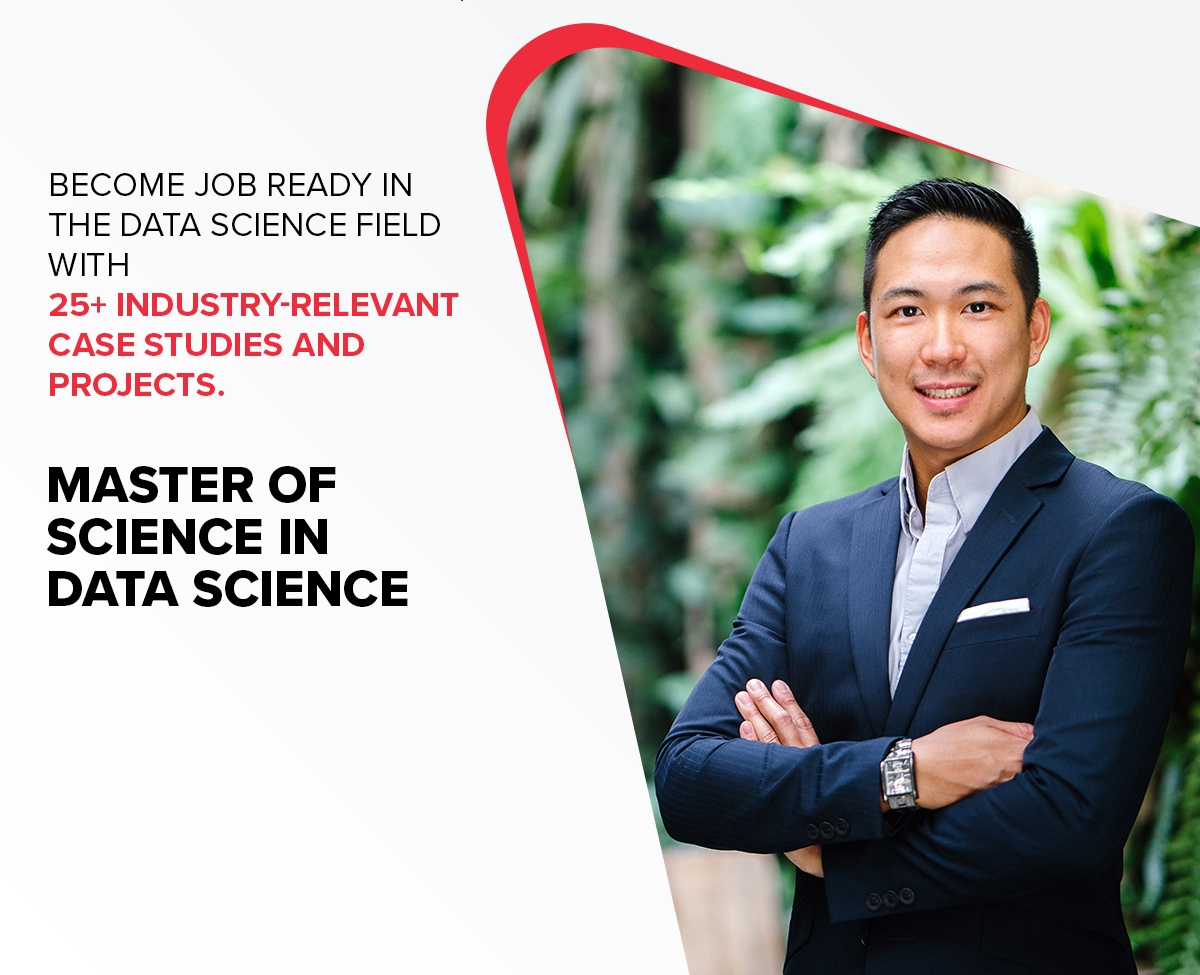 BECOME JOB READY IN
THE DATA SCIENCE FIELD
WITH
25+ INDUSTRY-RELEVANT
CASE STUDIES AND
PROJECTS.
MASTER OF
SCIENCE IN
DATA SCIENCE